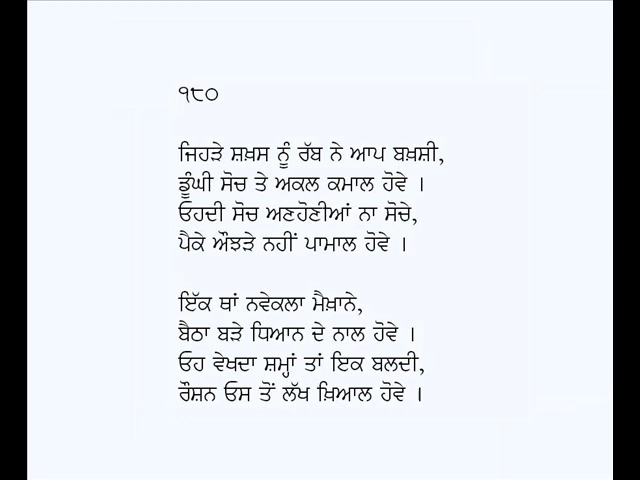 ੧੮੦
ਜਿਹੜੇ ਸ਼ਖ਼ਸ ਨੂੰ ਰੱਬ ਨੇ ਆਪ ਬਖ਼ਸ਼ੀ,
ਡੂੰਘੀ ਸੋਚ ਤੇ ਅਕਲ ਕਮਾਲ ਹੋਵੇ ।
ਓਹਦੀ ਸੋਚ ਅਣਹੋਣੀਆਂ ਨਾ ਸੋਚੇ,
ਪੈਕੇ ਔਝੜੇ ਨਹੀਂ ਪਾਮਾਲ ਹੋਵੇ ।
ਇੱਕ ਥਾਂ ਨਵੇਕਲਾ ਮੈਖ਼ਾਨੇ,
ਬੈਠਾ ਬੜੇ ਧਿਆਨ ਦੇ ਨਾਲ ਹੋਵੇ ।
ਓਹ ਵੇਖਦਾ ਸ਼ਮ੍ਹਾਂ ਤਾਂ ਇਕ ਬਲਦੀ,
ਰੌਸ਼ਨ ਓਸ ਤੋਂ ਲੱਖ ਖ਼ਿਆਲ ਹੋਵੇ ।